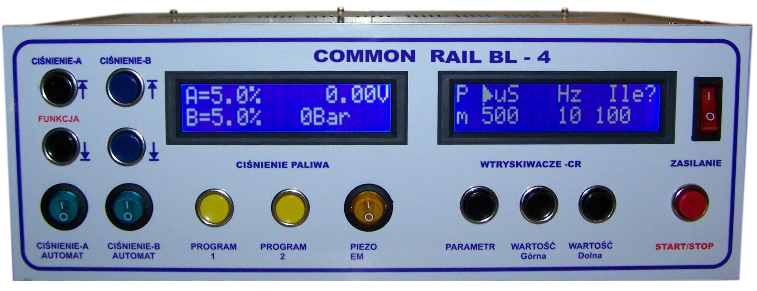 COMMON RAIL BL - 4
CIŚNIENIE-A CIŚNIENIE-B
FUNKCJA
A=5.0% 0.00V
B=5.0% 0Bar
P uS Hz Ile?
m 500 10 100
I
O
CIŚNIENIE PALIWA
WTRYSKIWACZE -CR
ZASILANIE
I
O
I
O
I
O
CIŚNIENIE-A
AUTOMAT
CIŚNIENIE-B
AUTOMAT
PROGRAM
1
PROGRAM
2
PIEZO
EM
PARAMETR
WARTOŚĆ
Górna
WARTOŚĆ
Dolna
START/STOP